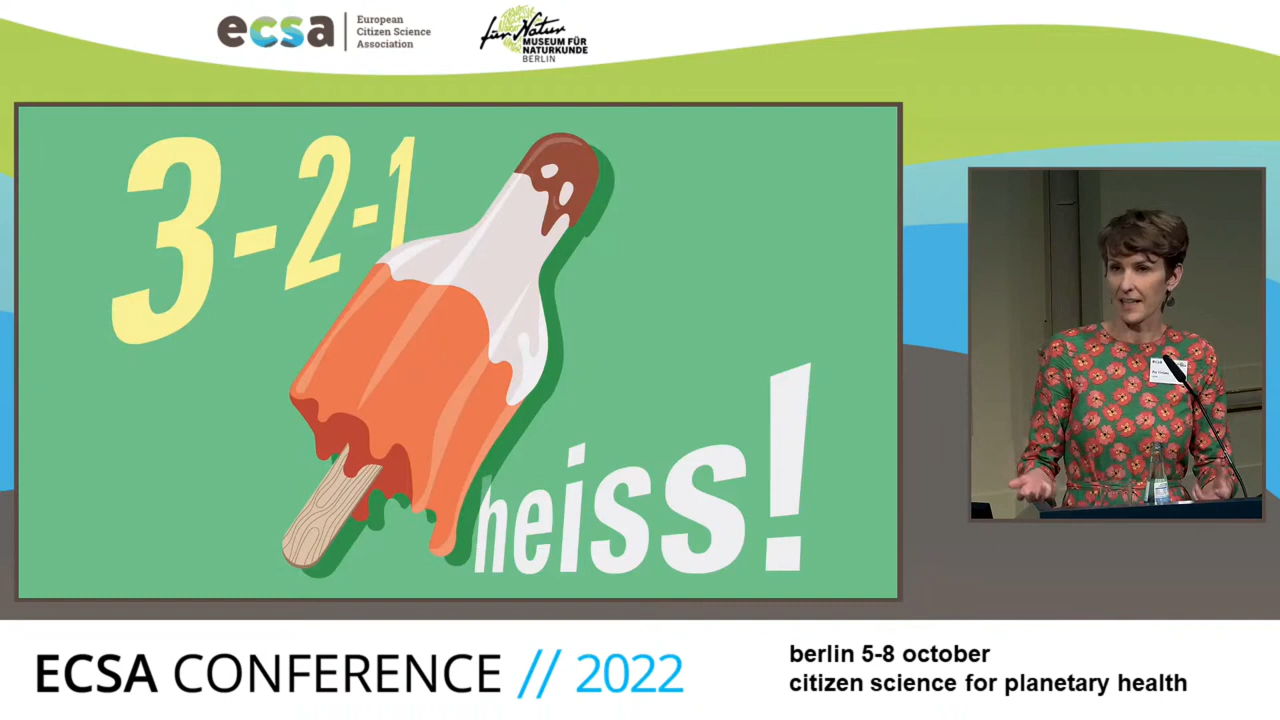 ecsa
European
Citizen Science
Association
für Natur
MUSEUM FÜR
NATURKUNDE
BERLIN
3-2-1
heiss!
ECSA CONFERENCE // 2022
berlin 5-8 october
citizen science for planetary health